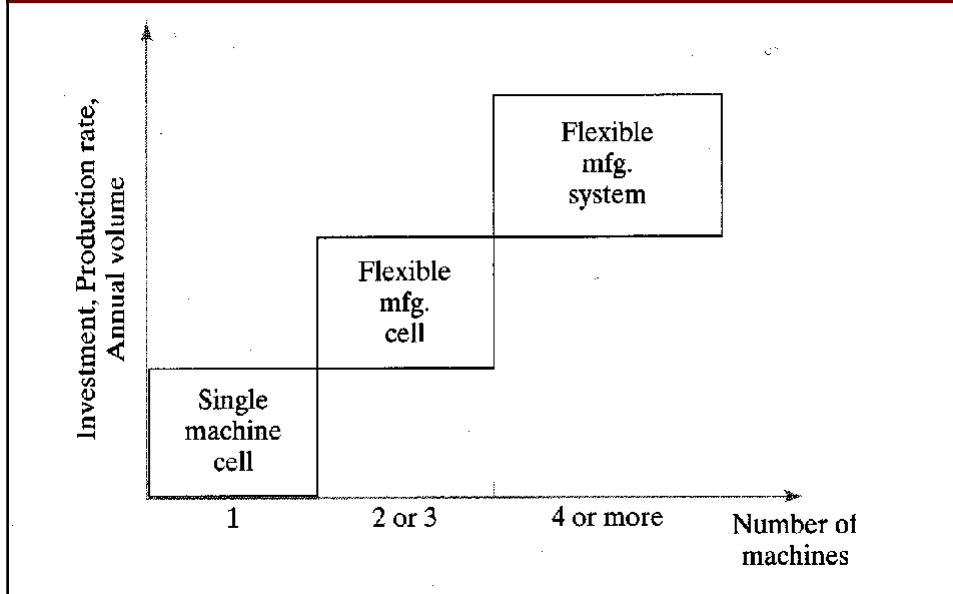 Investment, Production rate,
Annual volume
Flexible
mfg.
system
Flexible
mfg.
cell
Single
machine
cell
1
2 or 3
4 or more
Number of
machines